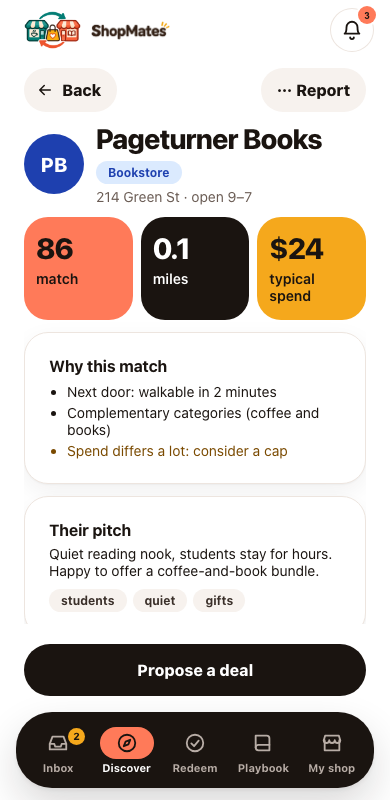 ShopMates
3
← Back
··· Report
PB
Pageturner Books
Bookstore
214 Green St · open 9–7
86
match
0.1
miles
$24
typical
spend
Why this match
• Next door: walkable in 2 minutes
• Complementary categories (coffee and
books)
• Spend differs a lot: consider a cap
Their pitch
Quiet reading nook, students stay for hours.
Happy to offer a coffee-and-book bundle.
students quiet gifts
Propose a deal
2
Inbox Discover Redeem Playbook My shop